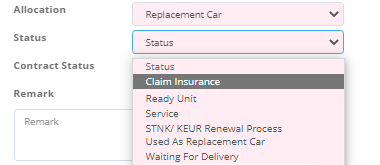 Allocation Replacement Car
Status Status
Contract Status Status
Claim Insurance
Remark Ready Unit
Remark Service
STNK/ KEUR Renewal Process
Used As Replacement Car
Waiting For Delivery